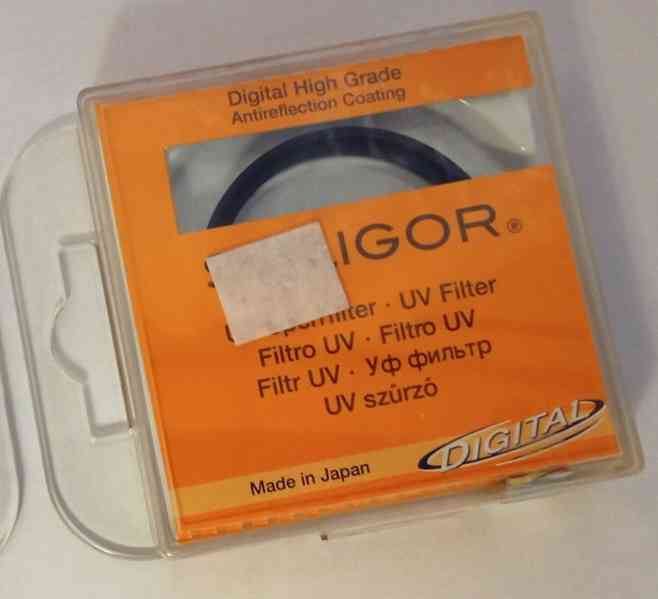 Digital High Grade
Antireflection Coating
IGOR®
· UV Filter
Filtro UV · Filtro UV
Filtr UV · Уф фильтр
UV szűrző
Made in Japan
DIGITAL